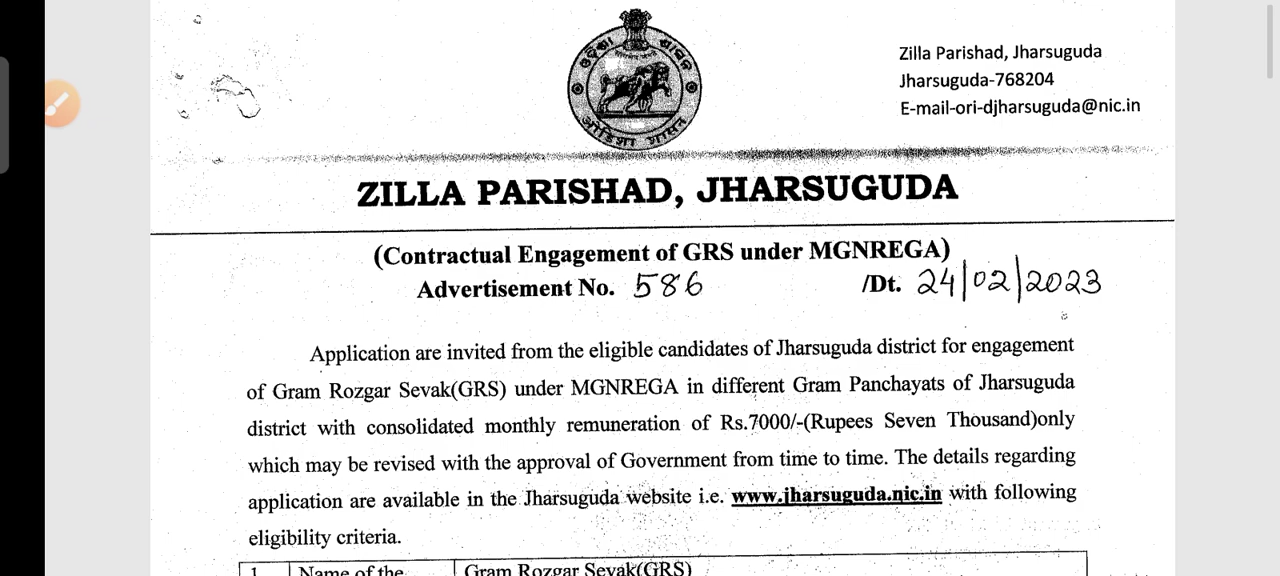 ଓଡ଼ିଶା ଶାସନ
ओड़िशा शासन
Zilla Parishad, Jharsuguda
Jharsuguda-768204
E-mail-ori-djharsuguda@nic.in
ZILLA PARISHAD, JHARSUGUDA
(Contractual Engagement of GRS under MGNREGA)
Advertisement No. 586 /Dt. 24/02/2023
Application are invited from the eligible candidates of Jharsuguda district for engagement
of Gram Rozgar Sevak(GRS) under MGNREGA in different Gram Panchayats of Jharsuguda
district with consolidated monthly remuneration of Rs.7000/-(Rupees Seven Thousand)only
which may be revised with the approval of Government from time to time. The details regarding
application are available in the Jharsuguda website i.e. www.jharsuguda.nic.in with following
eligibility criteria.
1 Name of the Gram Rozgar Sevak(GRS)